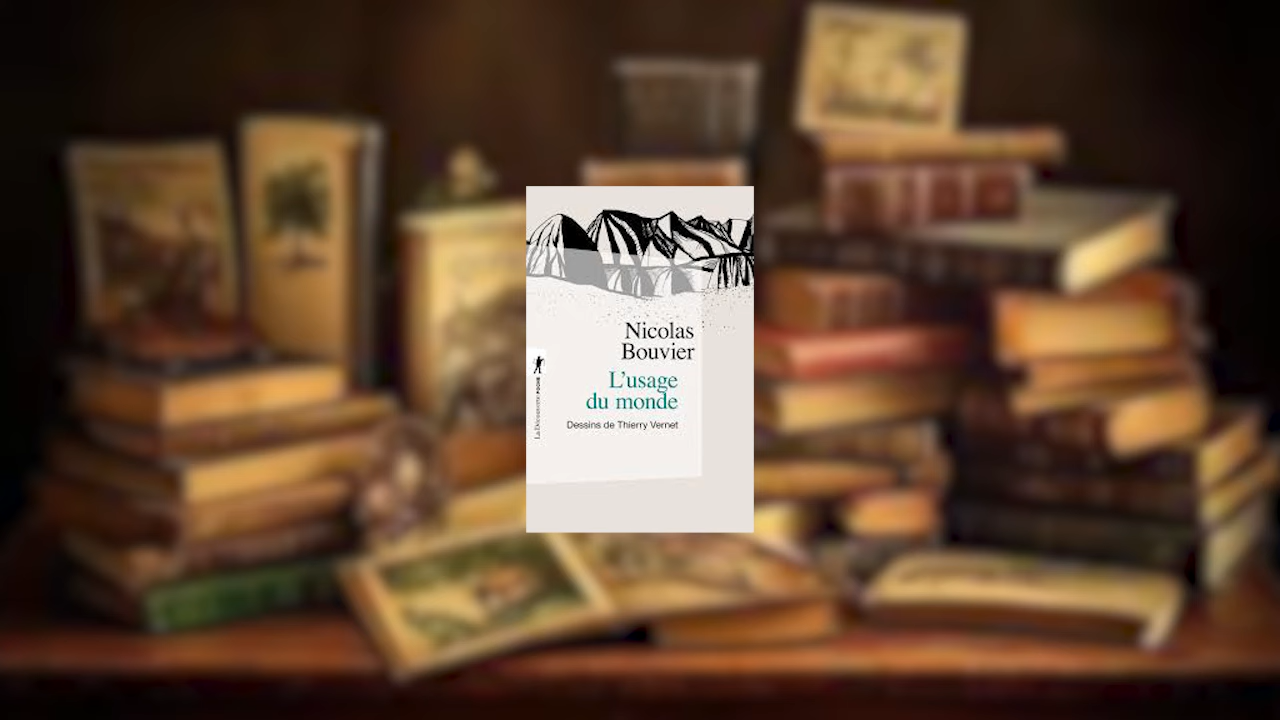 Nicolas
Bouvier
L'usage
du monde
Dessins de Thierry Vernet
La Découverte POCHE